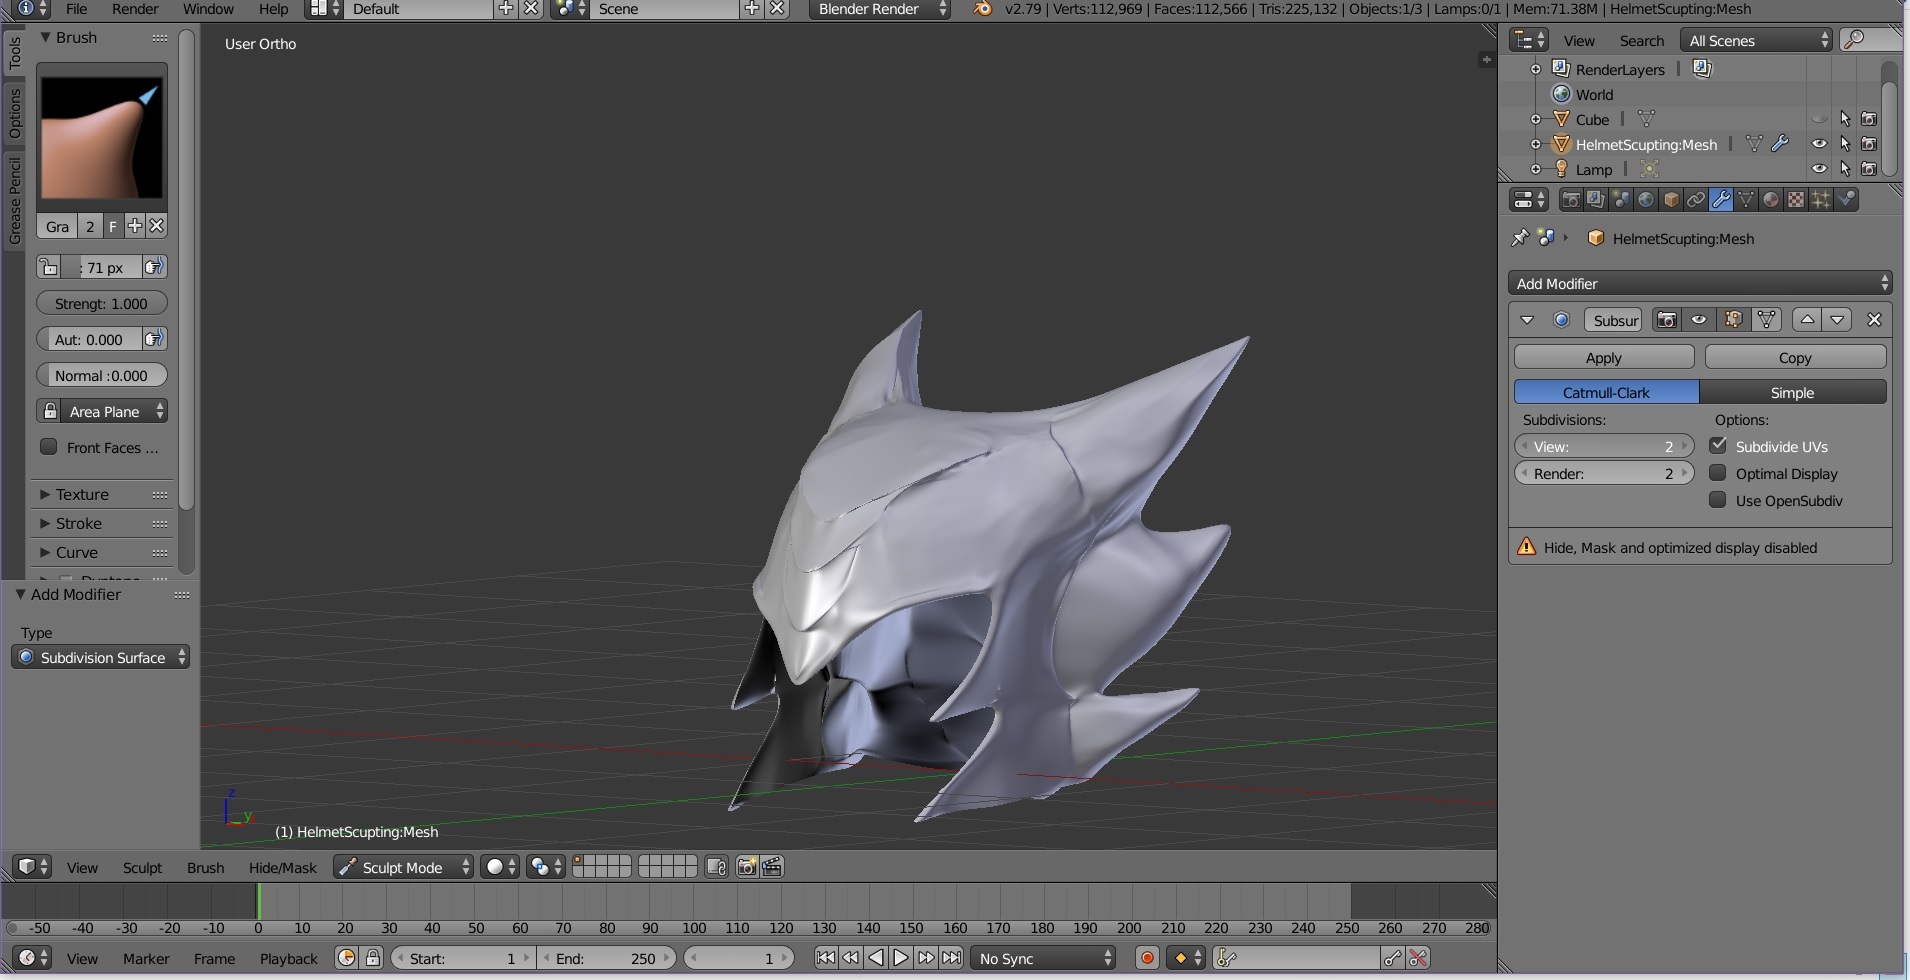 File Render Window Help Default Scene Blender Render v2.79 | Verts:112,969 | Faces:112,566 | Tris:225,132 | Objects:1/3 | Lamps:0/1 | Mem:71.38M | HelmetScupting:Mesh
Tools
Options
Grease Pencil
Brush
Gra 2 F
: 71 px
Strengt: 1.000
Aut: 0.000
Normal :0.000
Area Plane
Front Faces ...
Texture
Stroke
Curve
Add Modifier
Type
Subdivision Surface
User Ortho
z
y
(1) HelmetScupting:Mesh
View Search All Scenes
RenderLayers
World
Cube
HelmetScupting:Mesh
Lamp
HelmetScupting:Mesh
Add Modifier
Subsur
Apply Copy
Catmull-Clark Simple
Subdivisions: Options:
View: 2 Subdivide UVs
Render: 2 Optimal Display
Use OpenSubdiv
Hide, Mask and optimized display disabled
View Sculpt Brush Hide/Mask Sculpt Mode
-50 -40 -30 -20 -10 0 10 20 30 40 50 60 70 80 90 100 110 120 130 140 150 160 170 180 190 200 210 220 230 240 250 260 270 280
View Marker Frame Playback Start: 1 End: 250 1 No Sync